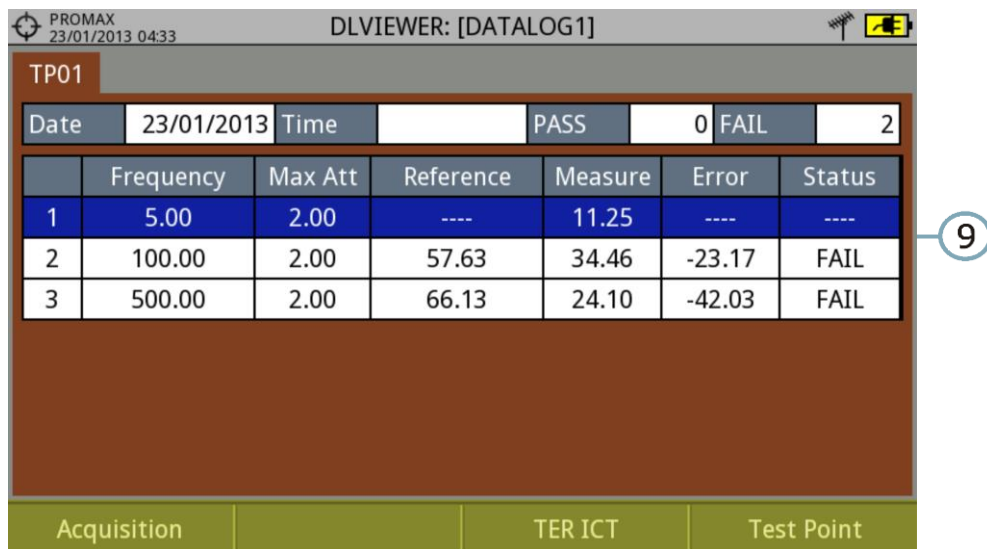 PROMAX
23/01/2013 04:33
DLVIEWER: [DATALOG1]
TP01
Date 23/01/2013 Time PASS 0 FAIL 2
Frequency Max Att Reference Measure Error Status
1 5.00 2.00 ---- 11.25 ---- ----
2 100.00 2.00 57.63 34.46 -23.17 FAIL
3 500.00 2.00 66.13 24.10 -42.03 FAIL
9
Acquisition TER ICT Test Point